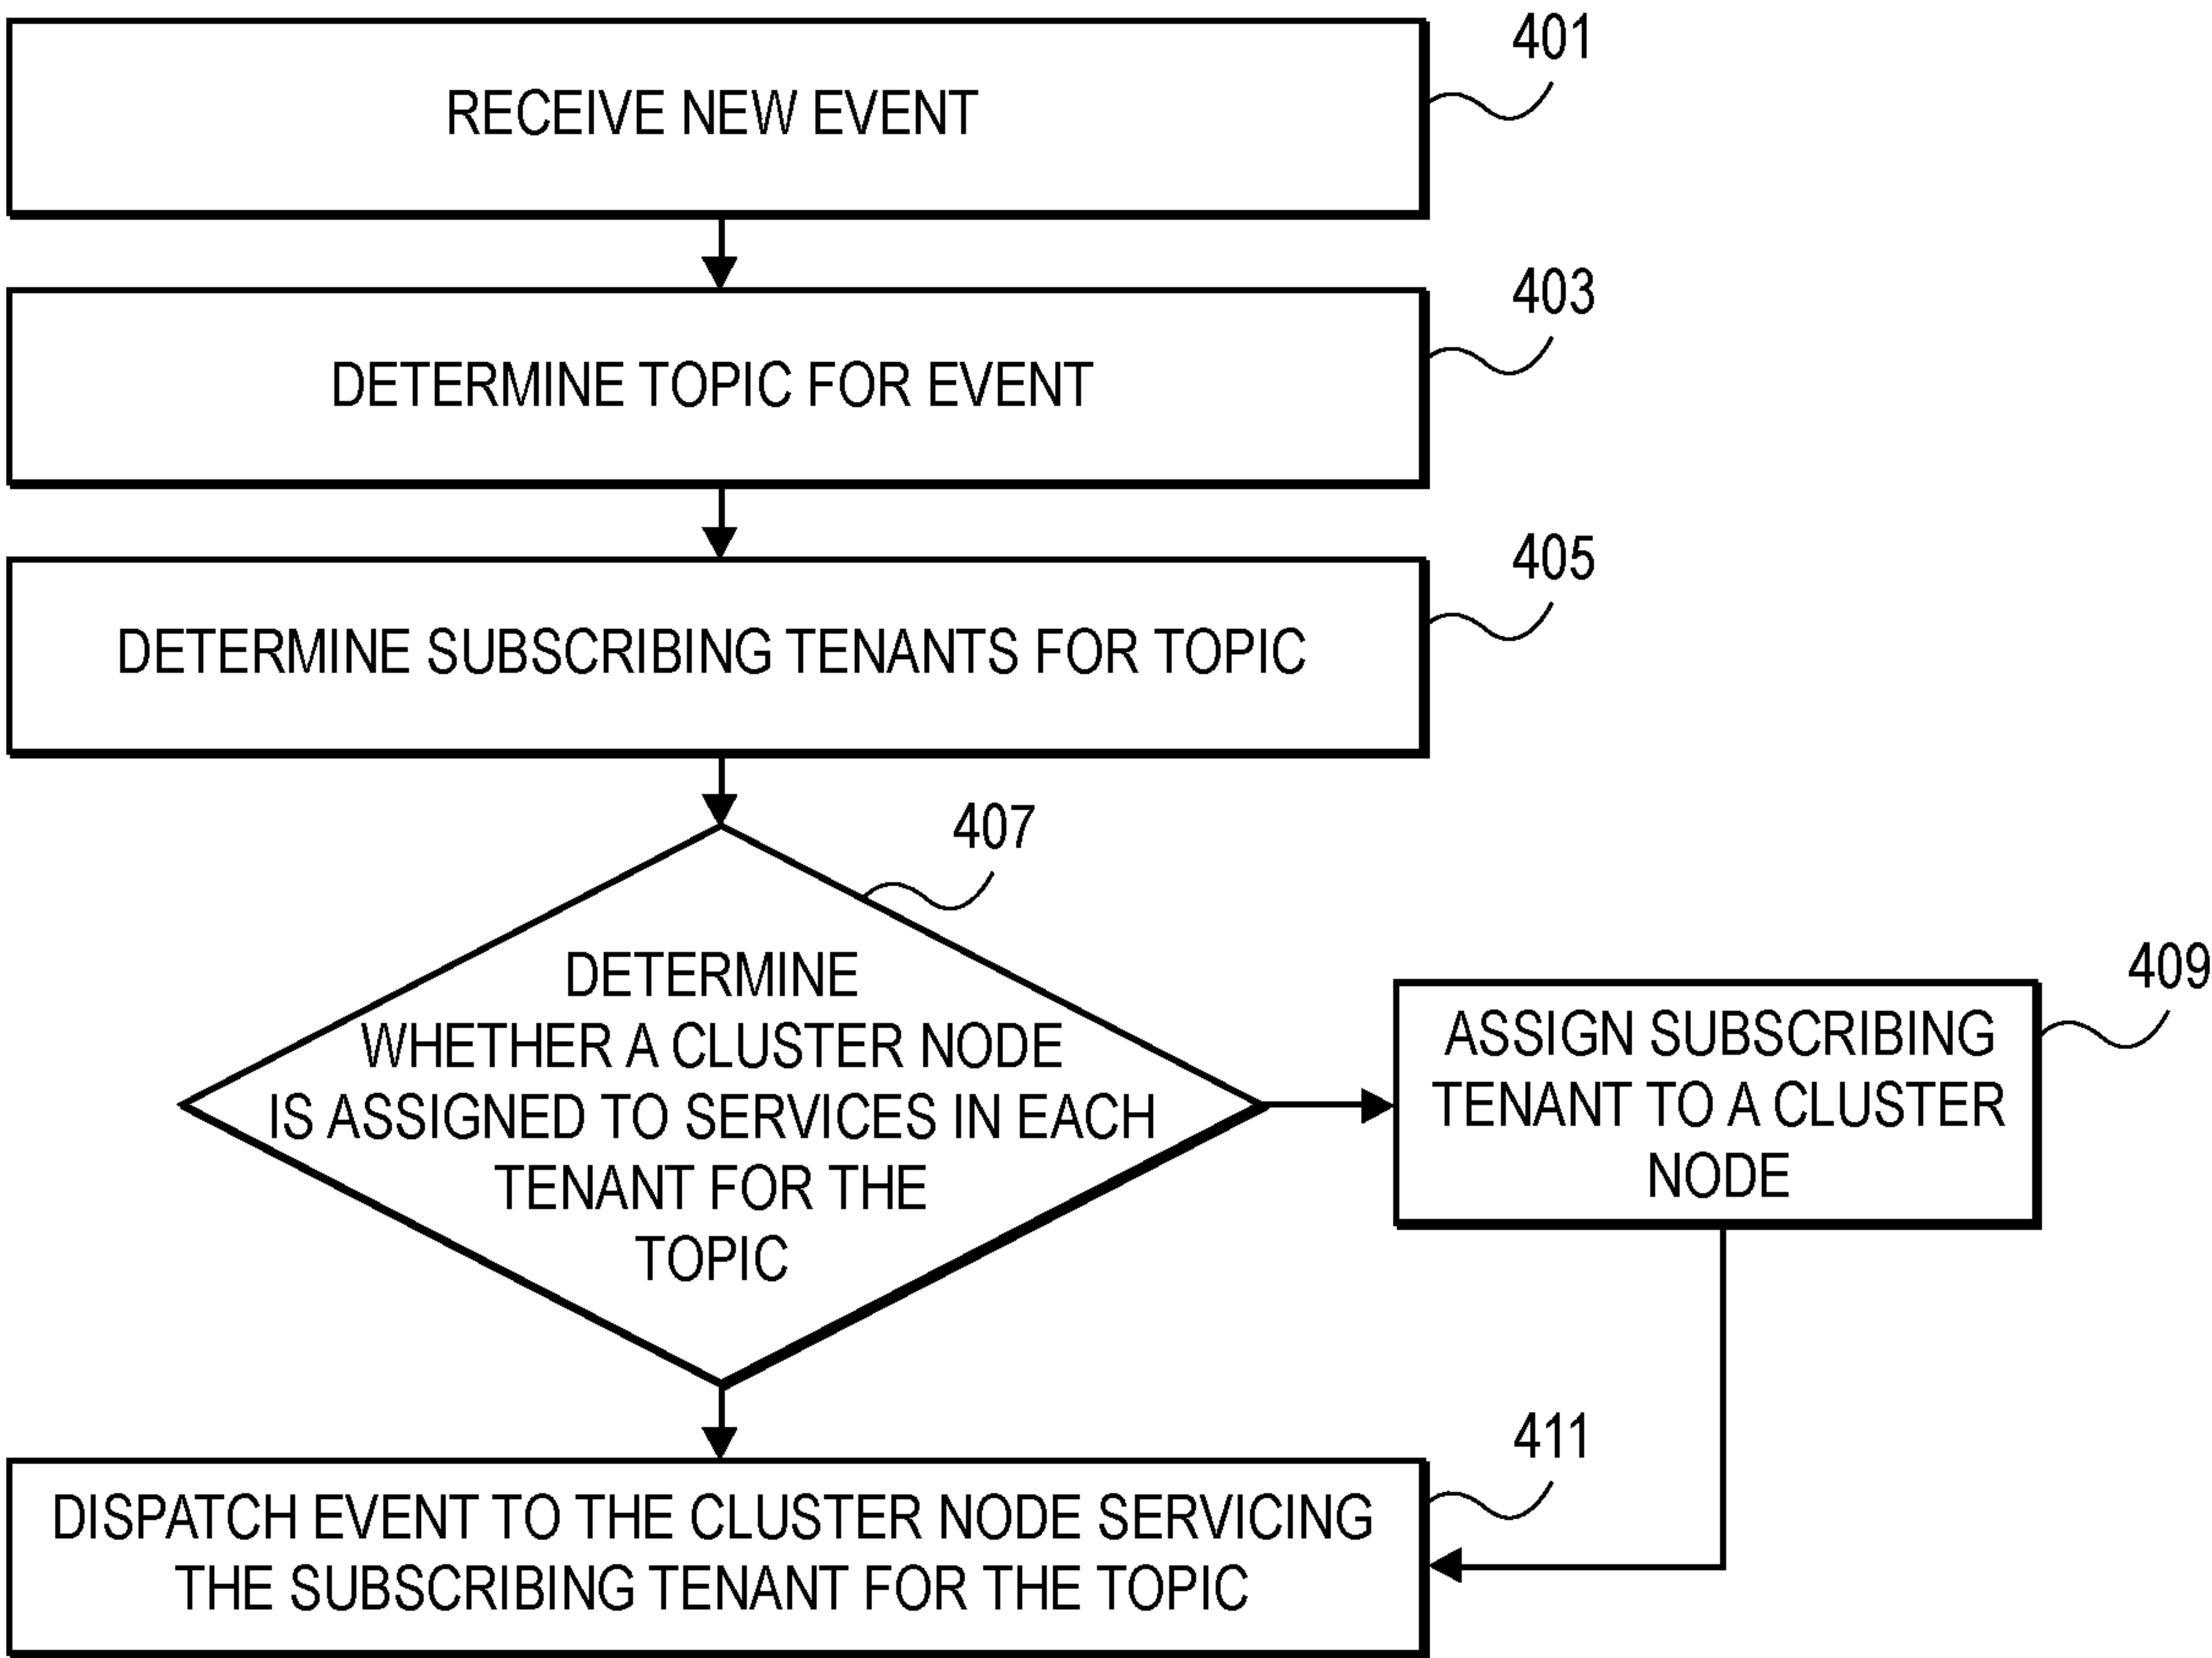 401
RECEIVE NEW EVENT
403
DETERMINE TOPIC FOR EVENT
405
DETERMINE SUBSCRIBING TENANTS FOR TOPIC
407
DETERMINE
WHETHER A CLUSTER NODE
IS ASSIGNED TO SERVICES IN EACH
TENANT FOR THE
TOPIC
409
ASSIGN SUBSCRIBING
TENANT TO A CLUSTER
NODE
411
DISPATCH EVENT TO THE CLUSTER NODE SERVICING
THE SUBSCRIBING TENANT FOR THE TOPIC